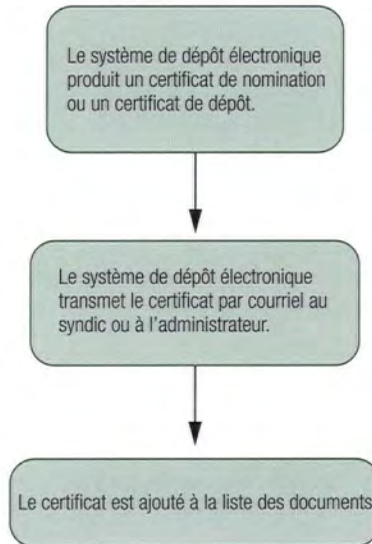 Le système de dépôt électronique
produit un certificat de nomination
ou un certificat de dépôt.
Le système de dépôt électronique
transmet le certificat par courriel au
syndic ou à l'administrateur.
Le certificat est ajouté à la liste des documents